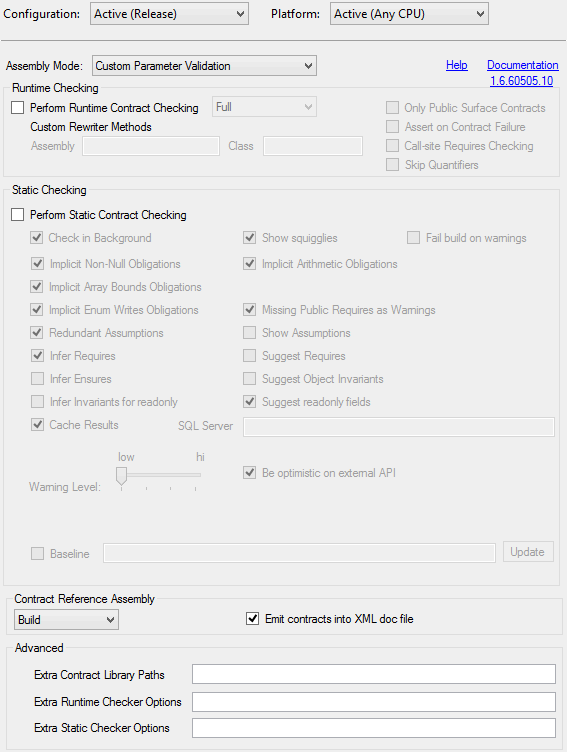 Configuration: Active (Release) Platform: Active (Any CPU)
Assembly Mode: Custom Parameter Validation Help Documentation
1.6.60505.10
Runtime Checking
Perform Runtime Contract Checking Full Only Public Surface Contracts
Custom Rewriter Methods Assert on Contract Failure
Assembly Class Call-site Requires Checking
Skip Quantifiers
Static Checking
Perform Static Contract Checking
Check in Background Show squigglies Fail build on warnings
Implicit Non-Null Obligations Implicit Arithmetic Obligations
Implicit Array Bounds Obligations
Implicit Enum Writes Obligations Missing Public Requires as Warnings
Redundant Assumptions Show Assumptions
Infer Requires Suggest Requires
Infer Ensures Suggest Object Invariants
Infer Invariants for readonly Suggest readonly fields
Cache Results SQL Server
low hi
Warning Level: Be optimistic on external API
Baseline Update
Contract Reference Assembly
Build Emit contracts into XML doc file
Advanced
Extra Contract Library Paths
Extra Runtime Checker Options
Extra Static Checker Options